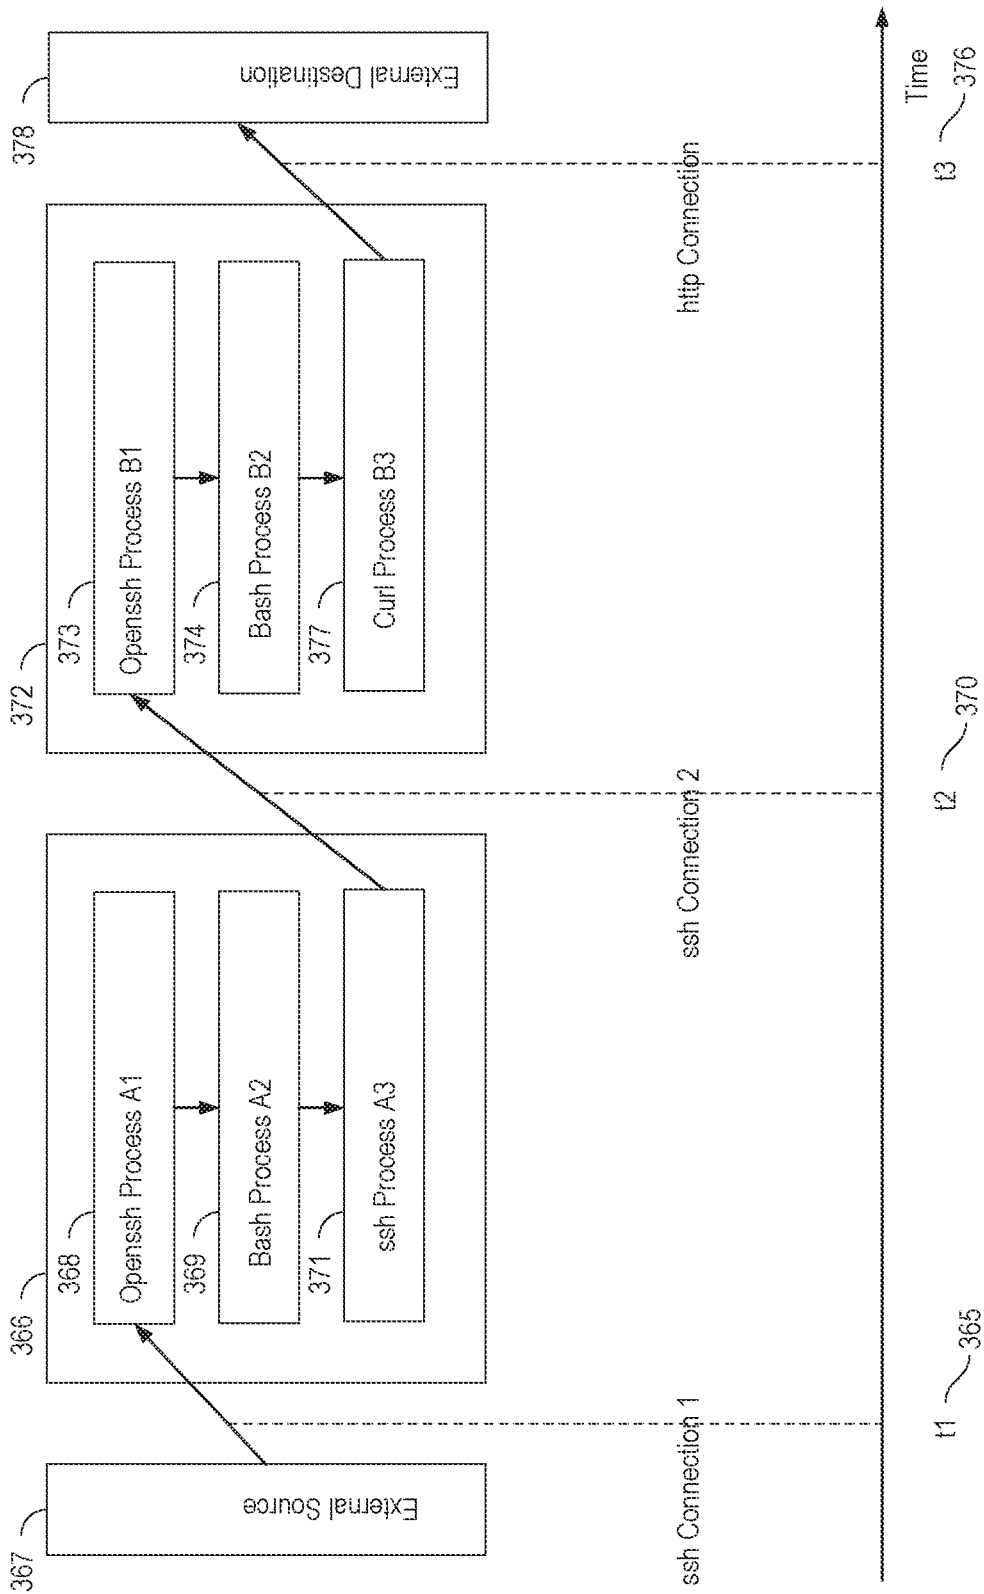 367
External Source
366
368
Openssh Process A1
369
Bash Process A2
371
ssh Process A3
372
373
Openssh Process B1
374
Bash Process B2
377
Curl Process B3
378
External Destination
ssh Connection 1
ssh Connection 2
http Connection
t1
365
t2
370
t3
376
Time